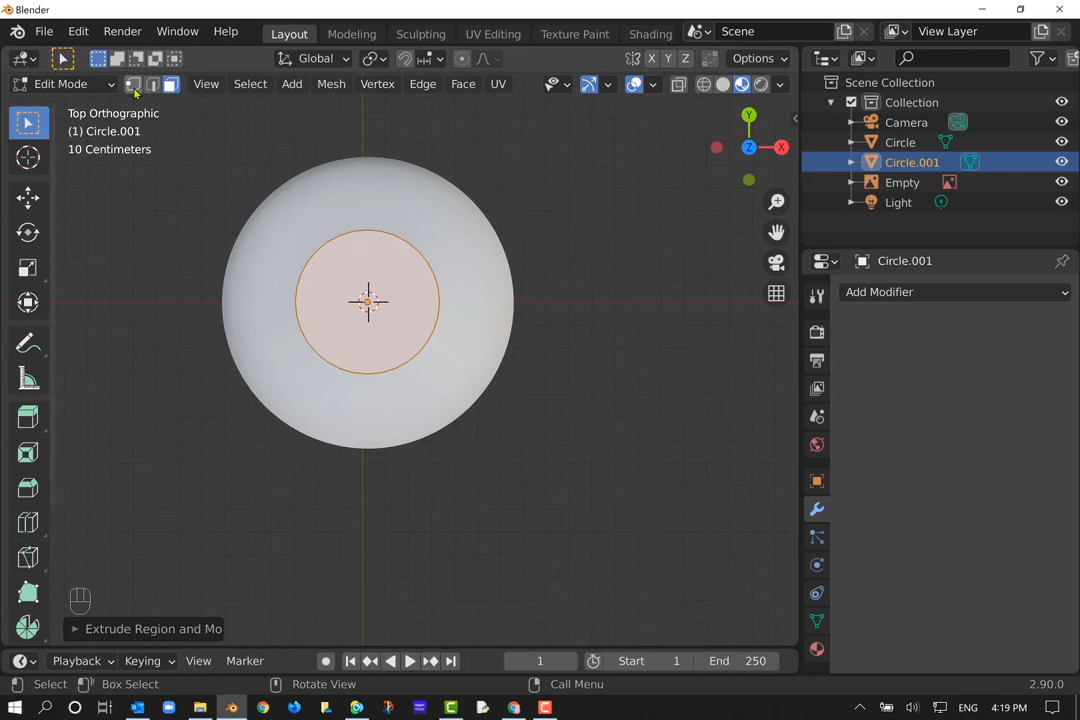 Blender
File Edit Render Window Help Layout Modeling Sculpting UV Editing Texture Paint Shading Scene View Layer
Global X Y Z Options
Edit Mode View Select Add Mesh Vertex Edge Face UV
Scene Collection
Collection
Camera
Circle
Circle.001
Empty
Light
Top Orthographic
(1) Circle.001
10 Centimeters
Y
Z X
Circle.001
Add Modifier
Extrude Region and Mo
Playback Keying View Marker 1 Start 1 End 250
Select Box Select Rotate View Call Menu 2.90.0
ENG 4:19 PM